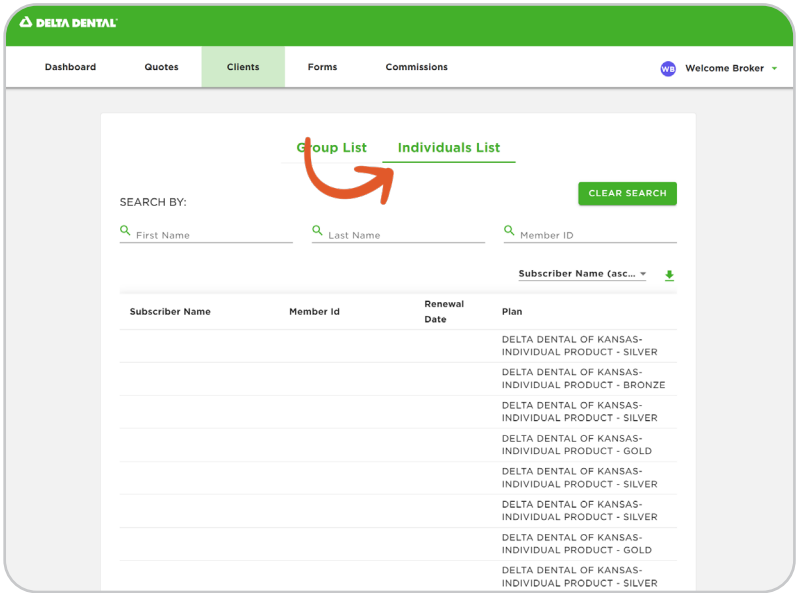 DELTA DENTAL
Dashboard Quotes Clients Forms Commissions WB Welcome Broker
Group List Individuals List
CLEAR SEARCH
SEARCH BY:
First Name Last Name Member ID
Subscriber Name (asc...
Subscriber Name Member Id Renewal Date Plan
DELTA DENTAL OF KANSAS-
INDIVIDUAL PRODUCT - SILVER
DELTA DENTAL OF KANSAS-
INDIVIDUAL PRODUCT - BRONZE
DELTA DENTAL OF KANSAS-
INDIVIDUAL PRODUCT - SILVER
DELTA DENTAL OF KANSAS-
INDIVIDUAL PRODUCT - GOLD
DELTA DENTAL OF KANSAS-
INDIVIDUAL PRODUCT - SILVER
DELTA DENTAL OF KANSAS-
INDIVIDUAL PRODUCT - SILVER
DELTA DENTAL OF KANSAS-
INDIVIDUAL PRODUCT - GOLD
DELTA DENTAL OF KANSAS-
INDIVIDUAL PRODUCT - SILVER